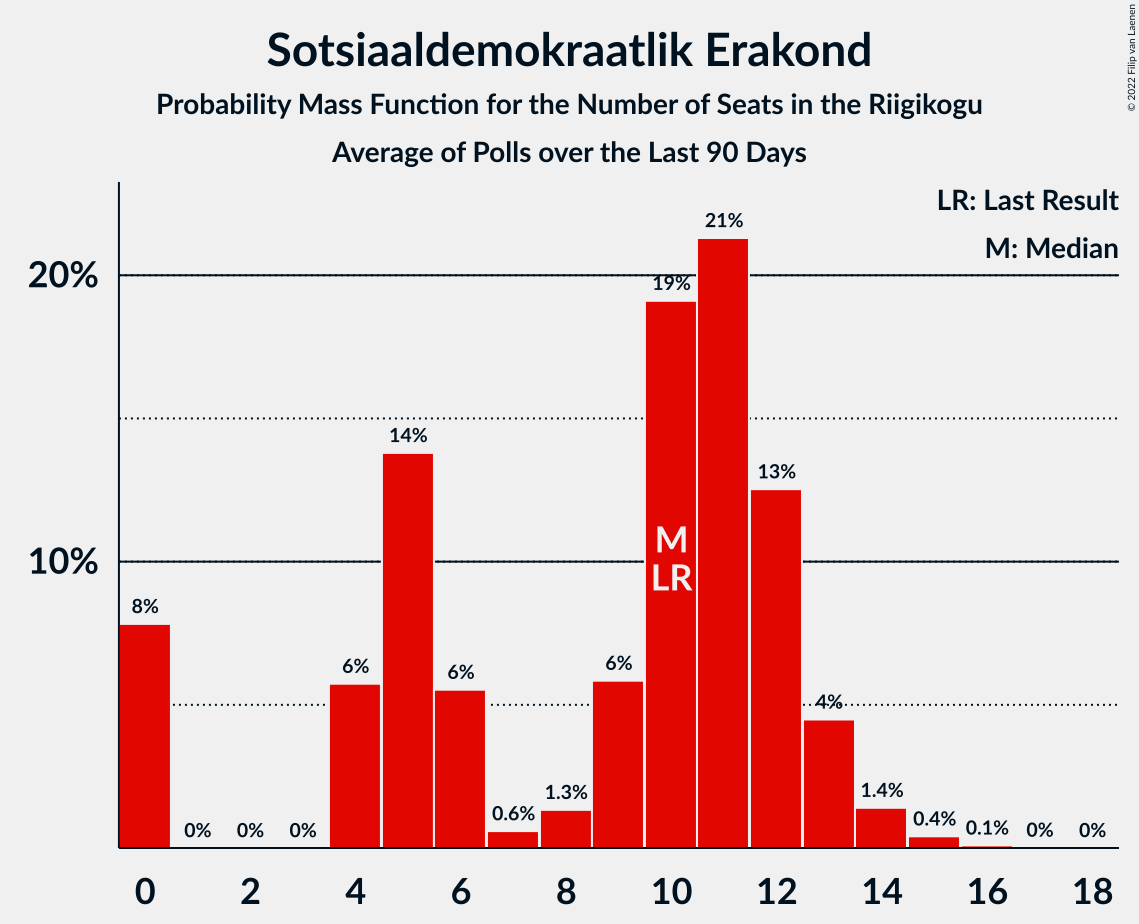 Sotsiaaldemokraatlik Erakond
Probability Mass Function for the Number of Seats in the Riigikogu
Average of Polls over the Last 90 Days
© 2022 Filip van Laenen
LR: Last Result
M: Median
20%
10%
8%
0%
0%
0%
6%
14%
6%
0.6%
1.3%
6%
19%
21%
13%
4%
1.4%
0.4%
0.1%
0%
0%
M
LR
0 2 4 6 8 10 12 14 16 18